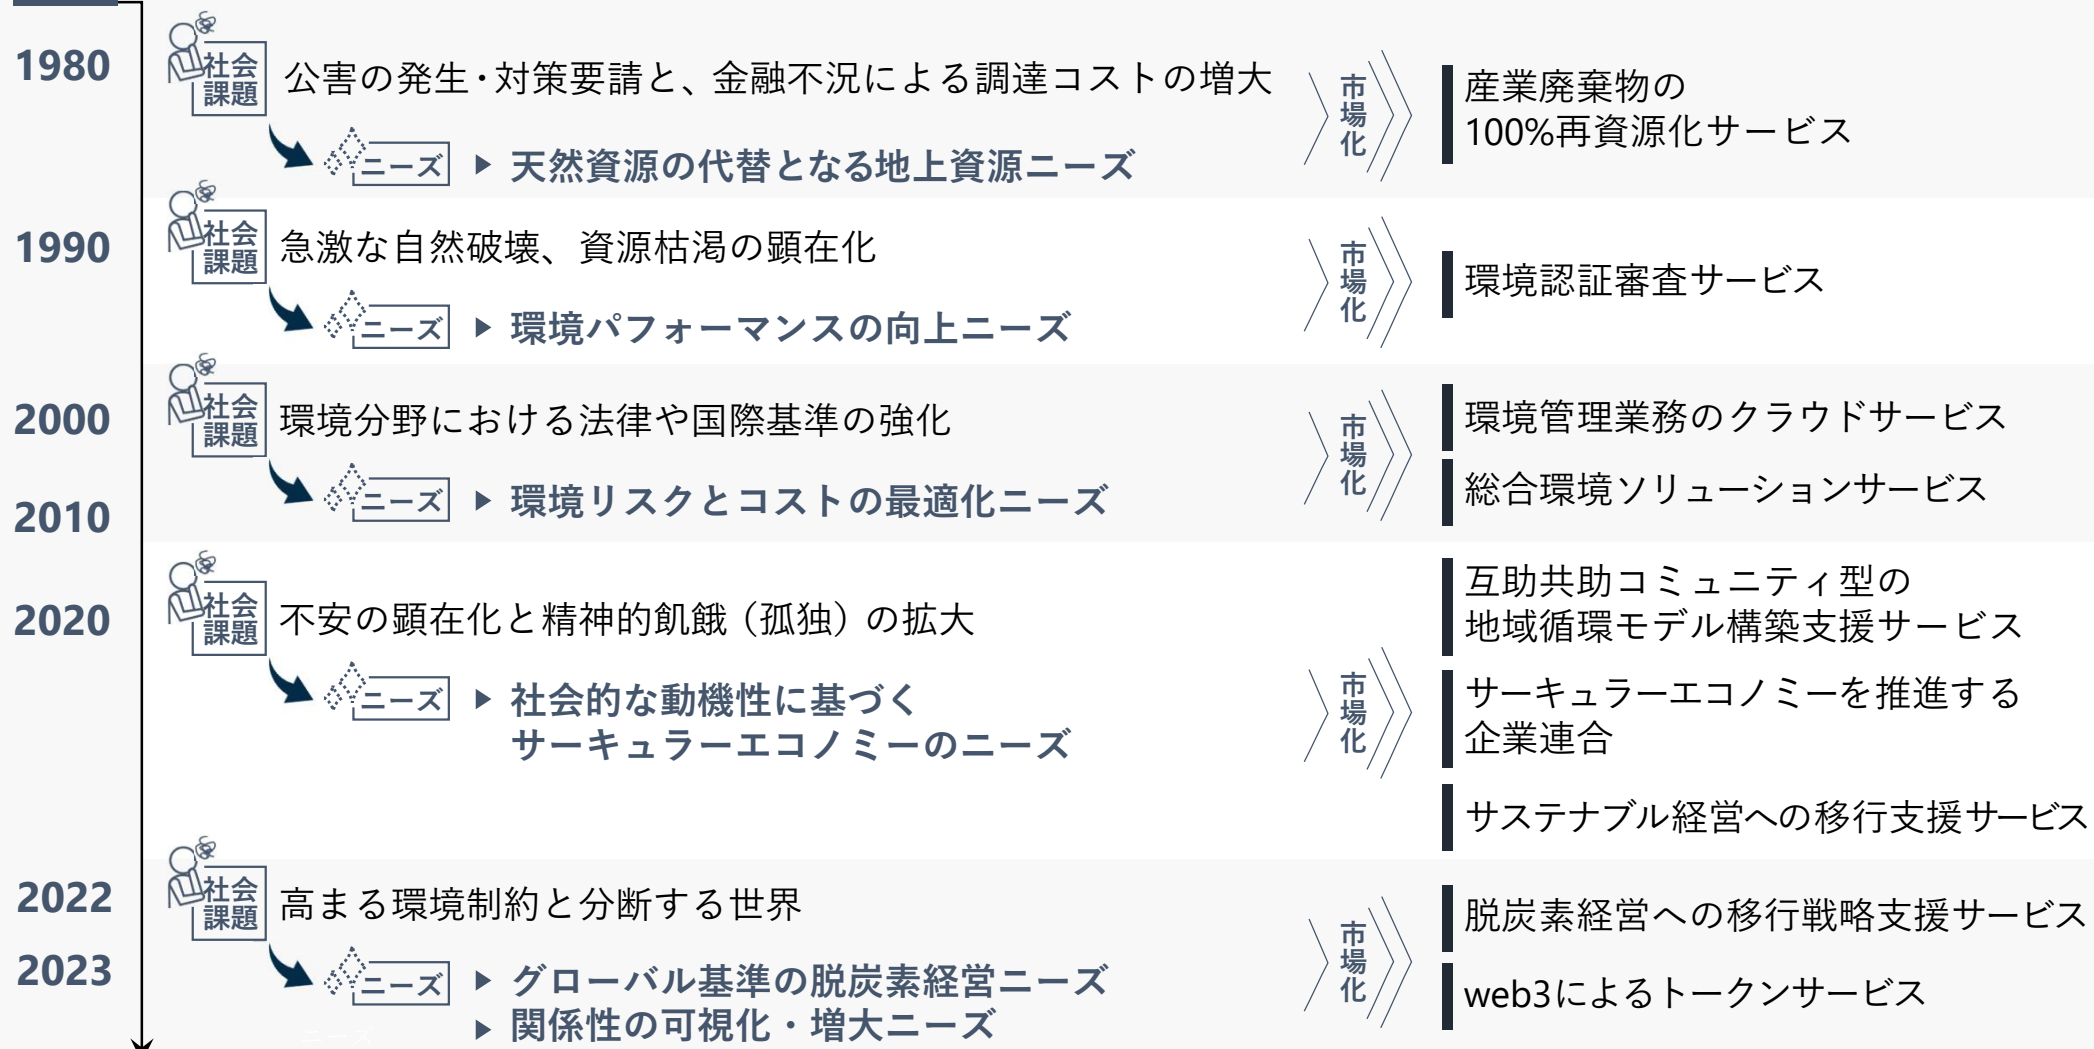 1980
社会
課題
公害の発生・対策要請と、金融不況による調達コストの増大
ニーズ
▶ 天然資源の代替となる地上資源ニーズ
市場化
産業廃棄物の
100%再資源化サービス
1990
社会
課題
急激な自然破壊、資源枯渇の顕在化
ニーズ
▶ 環境パフォーマンスの向上ニーズ
市場化
環境認証審査サービス
2000
社会
課題
環境分野における法律や国際基準の強化
2010
ニーズ
▶ 環境リスクとコストの最適化ニーズ
市場化
環境管理業務のクラウドサービス
総合環境ソリューションサービス
2020
社会
課題
不安の顕在化と精神的飢餓（孤独）の拡大
ニーズ
▶ 社会的な動機性に基づく
サーキュラーエコノミーのニーズ
市場化
互助共助コミュニティ型の
地域循環モデル構築支援サービス
サーキュラーエコノミーを推進する
企業連合
サステナブル経営への移行支援サービス
2022
社会
課題
高まる環境制約と分断する世界
2023
ニーズ
▶ グローバル基準の脱炭素経営ニーズ
▶ 関係性の可視化・増大ニーズ
ニーズ
市場化
脱炭素経営への移行戦略支援サービス
web3によるトークンサービス